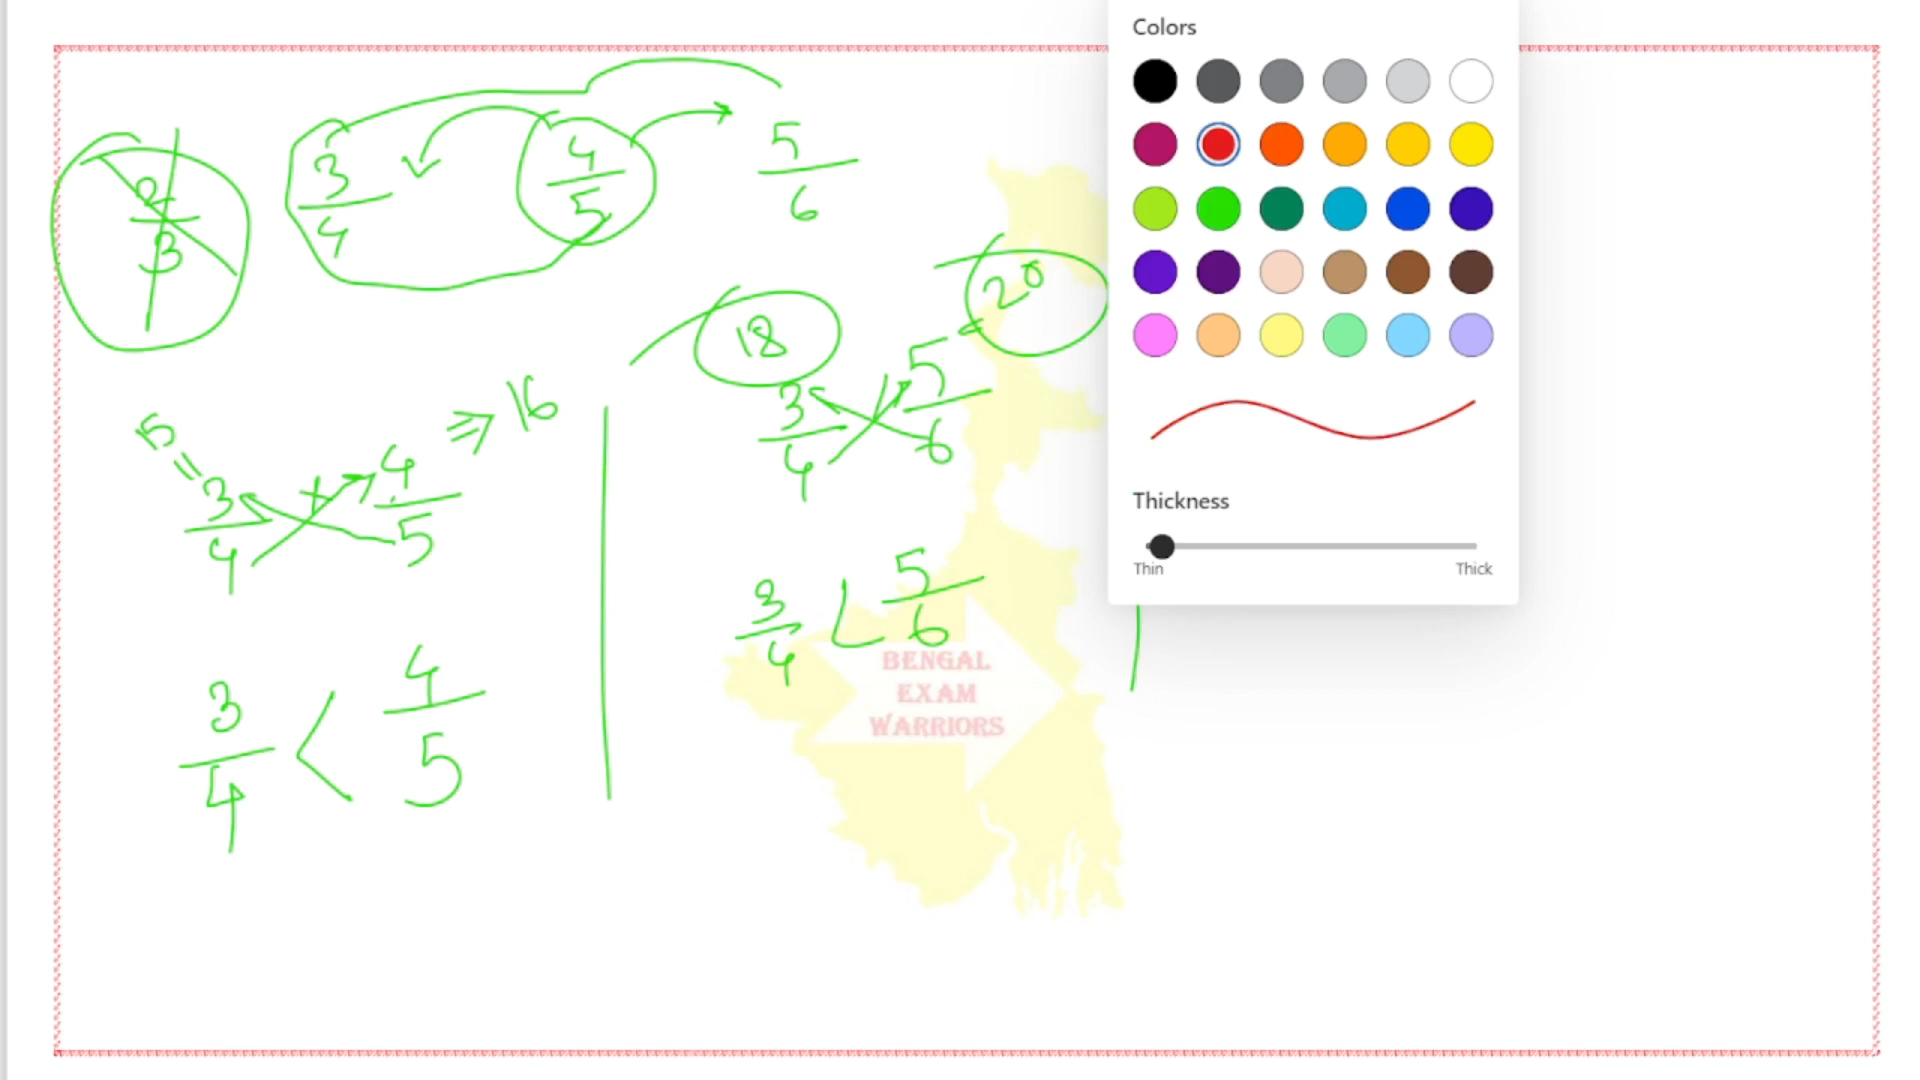 Colors
2/3 3/4 4/5 5/6
18 20
15 = 3/4 × 4/5 ⇒ 16
3/4 5/6 =
3/4 < 4/5
3/4 < 5/6
Thickness
Thin Thick
BENGAL
EXAM
WARRIORS